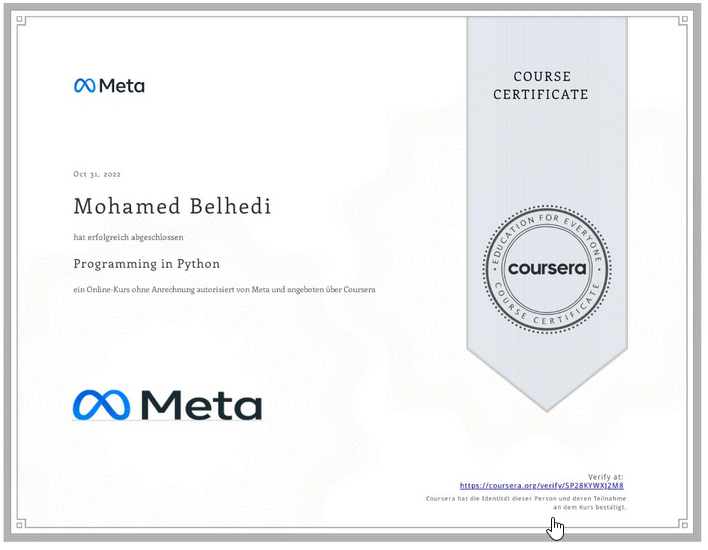 Meta
COURSE
CERTIFICATE
Oct 31, 2022
Mohamed Belhedi
hat erfolgreich abgeschlossen
Programming in Python
ein Online-Kurs ohne Anrechnung autorisiert von Meta und angeboten über Coursera
EDUCATION FOR EVERYONE
coursera
COURSE CERTIFICATE
Meta
Verify at:
https://coursera.org/verify/SP28KYWXJ2M8
Coursera hat die Identität dieser Person und deren Teilnahme
an dem Kurs bestätigt.